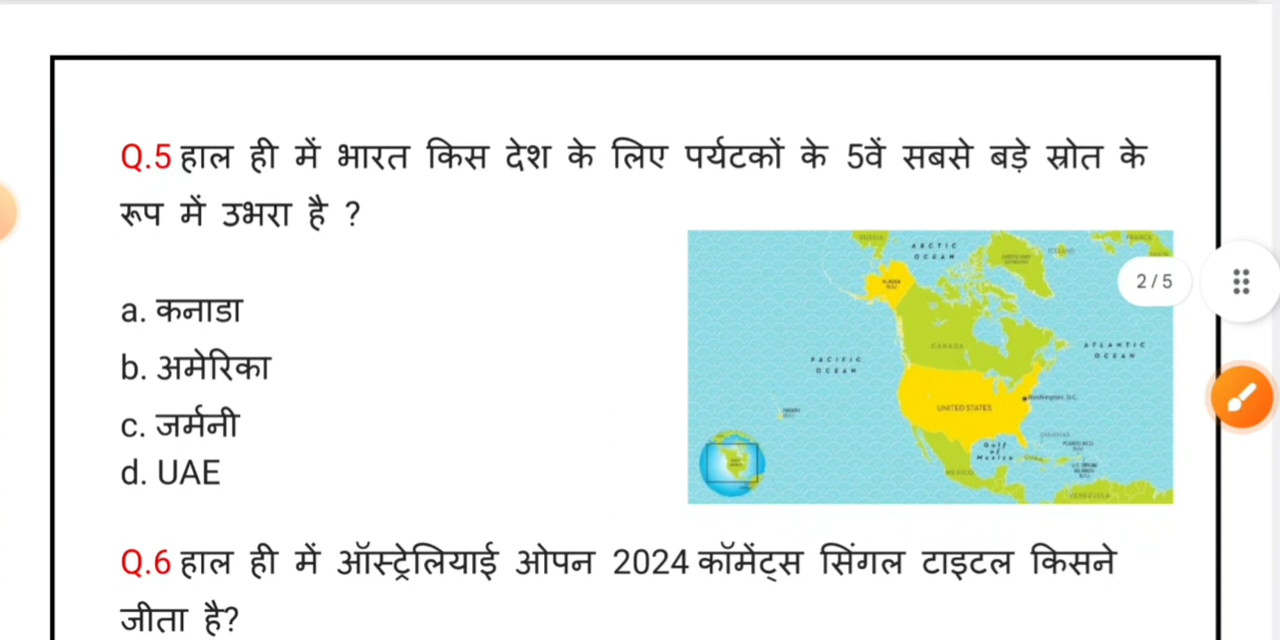 Q.5 हाल ही में भारत किस देश के लिए पर्यटकों के 5वें सबसे बड़े स्रोत के
रूप में उभरा है ?
ARCTIC
OCEAN
2/5
a. कनाडा
CANADA
ATLANTIC
OCEAN
PACIFIC
OCEAN
b. अमेरिका
Washington, D.C.
UNITED STATES
c. जर्मनी
Gulf
of
Mexico
MEXICO
d. UAE
VENEZUELA
Q.6 हाल ही में ऑस्ट्रेलियाई ओपन 2024 कॉमेंट्स सिंगल टाइटल किसने
जीता है?